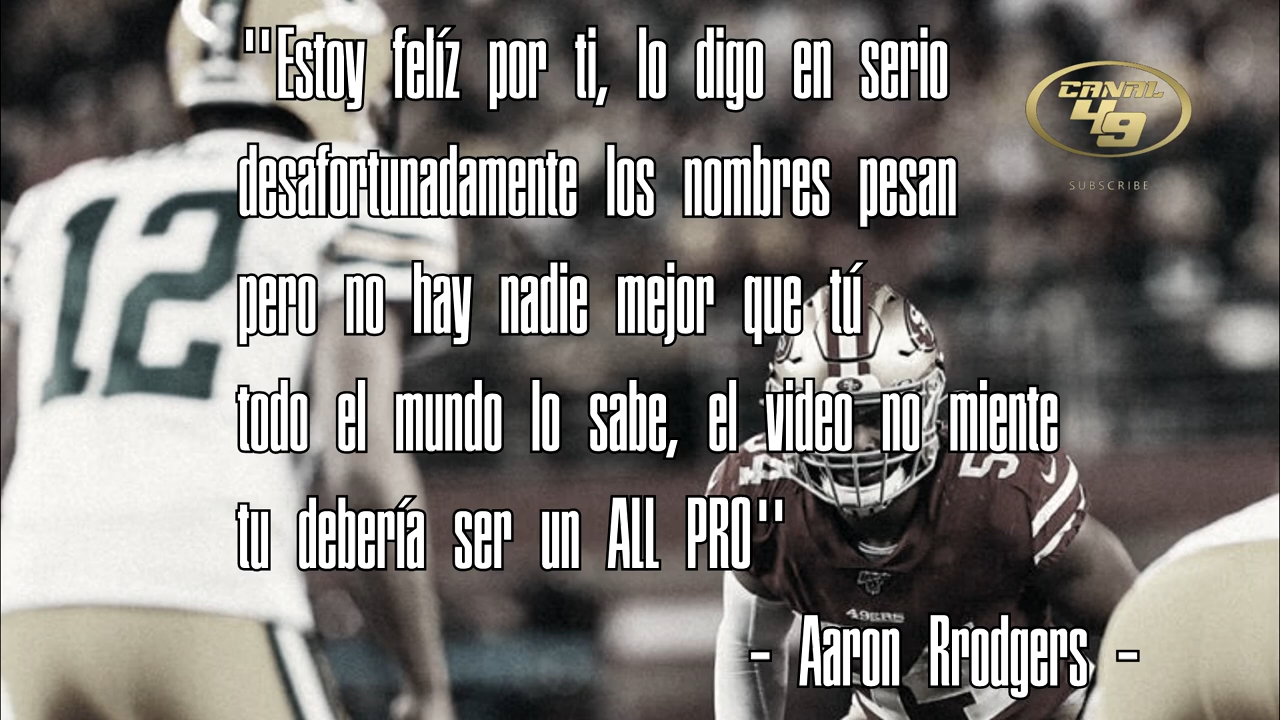 "Estoy felíz por ti, lo digo en serio
CANAL
49
SUBSCRIBE
desafortunadamente los nombres pesan
pero no hay nadie mejor que tú
todo el mundo lo sabe, el video no miente
tu debería ser un ALL PRO"
- Aaron Rrodgers -
12
49ERS